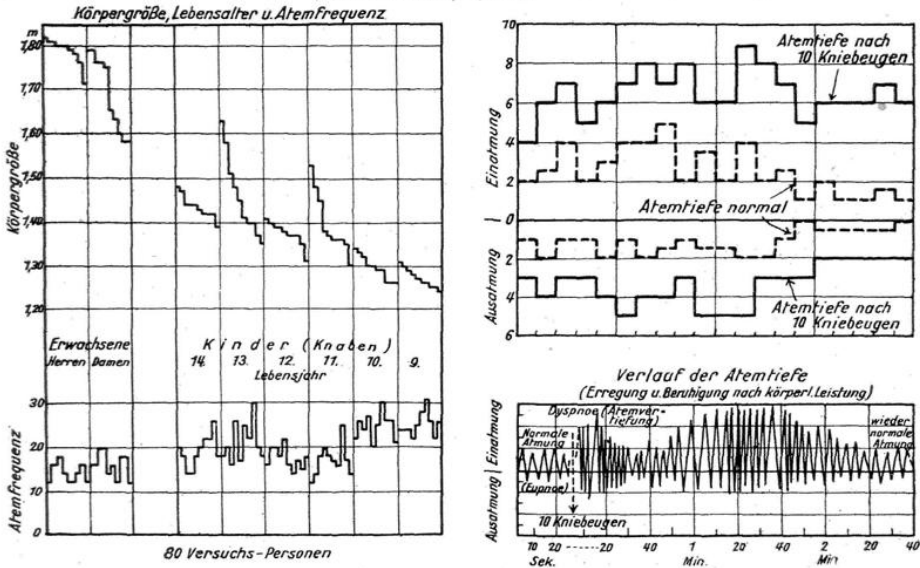 Körpergröße, Lebensalter u. Atemfrequenz
m
1,80
1,70
1,60
1,50
1,40
1,30
1,20
Körpergröße
Erwachsene
Herren Damen
Kinder (Knaben)
14. 13. 12. 11. 10. 9.
Lebensjahr
30
20
10
0
Atemfrequenz
80 Versuchs-Personen
10
8
6
4
2
0
2
4
6
Einatmung
Ausatmung
Atemtiefe nach
10 Kniebeugen
Atemtiefe normal
Atemtiefe nach
10 Kniebeugen
Verlauf der Atemtiefe
(Erregung u. Beruhigung nach körperl. Leistung)
Dyspnoe (Atemver-
tiefung)
Normale
Atmung
wieder
normale
Atmung
(Eupnoe)
Ausatmung | Einatmung
10 Kniebeugen
10 20 ------ 20 40 1 20 40 2 20 40
Sek. Min. Min